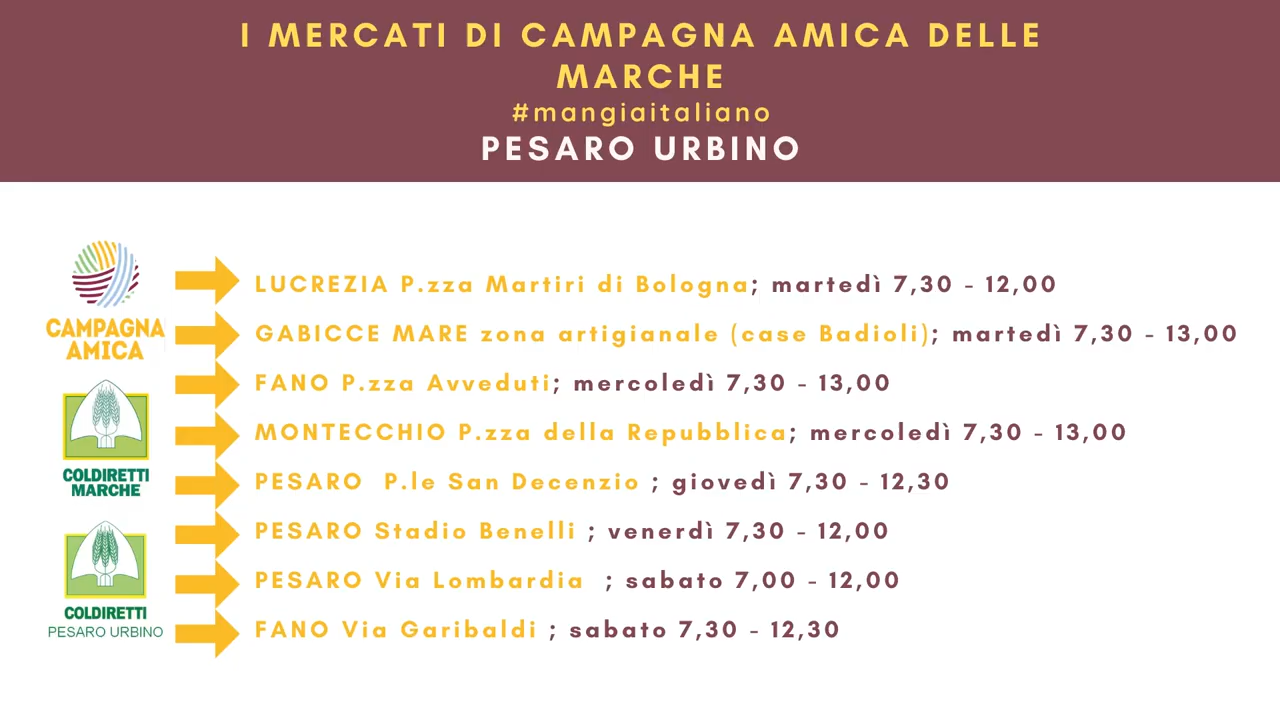 I MERCATI DI CAMPAGNA AMICA DELLE
MARCHE
#mangiaitaliano
PESARO URBINO
CAMPAGNA
AMICA
COLDIRETTI
MARCHE
COLDIRETTI
PESARO URBINO
LUCREZIA P.zza Martiri di Bologna; martedì 7,30 - 12,00
GABICCE MARE zona artigianale (case Badioli); martedì 7,30 - 13,00
FANO P.zza Avveduti; mercoledì 7,30 - 13,00
MONTECCHIO P.zza della Repubblica; mercoledì 7,30 - 13,00
PESARO  P.le San Decenzio ; giovedì 7,30 - 12,30
PESARO Stadio Benelli ; venerdì 7,30 - 12,00
PESARO Via Lombardia  ; sabato 7,00 - 12,00
FANO Via Garibaldi ; sabato 7,30 - 12,30